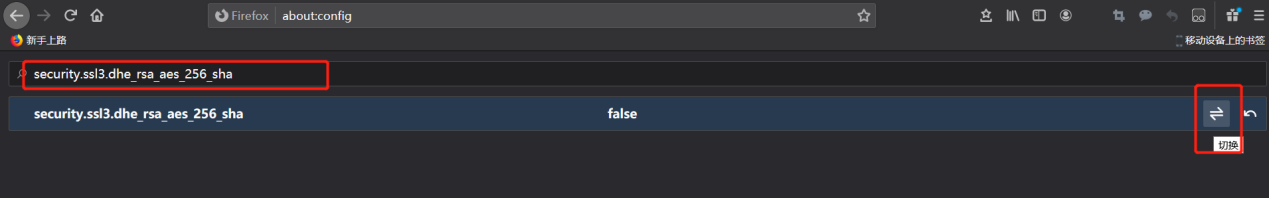 Firefox
about:config
新手上路
移动设备上的书签
security.ssl3.dhe_rsa_aes_256_sha
security.ssl3.dhe_rsa_aes_256_sha
false
切换